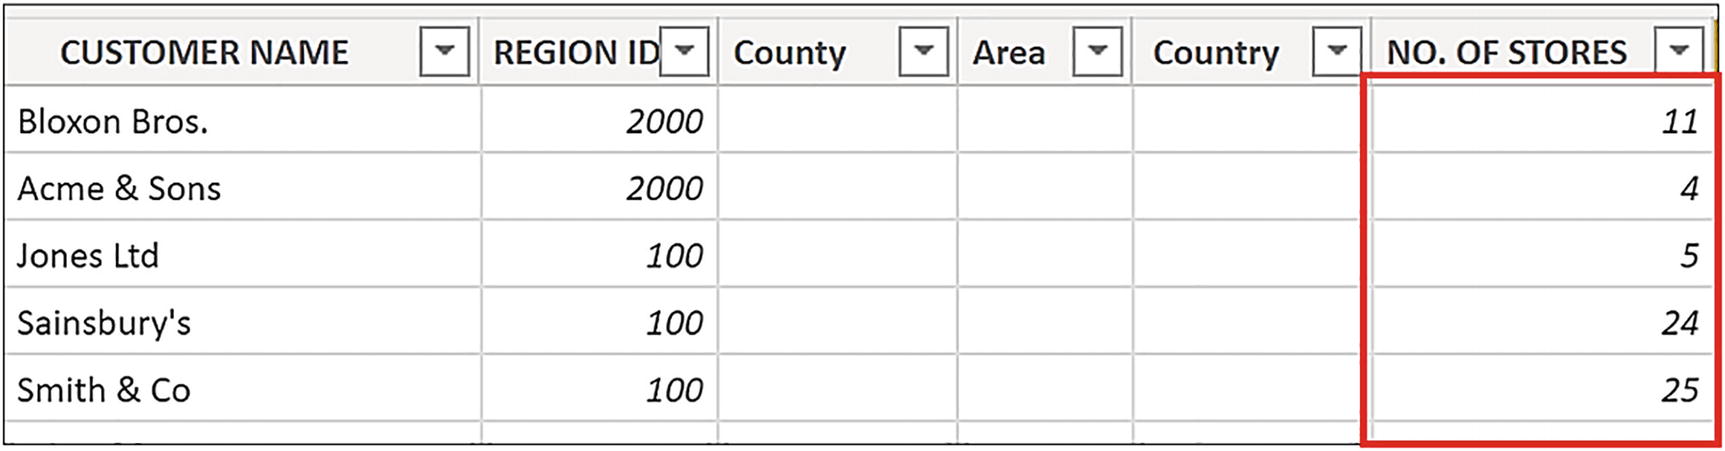 CUSTOMER NAME REGION ID County Area Country NO. OF STORES
Bloxon Bros. 2000 11
Acme & Sons 2000 4
Jones Ltd 100 5
Sainsbury's 100 24
Smith & Co 100 25